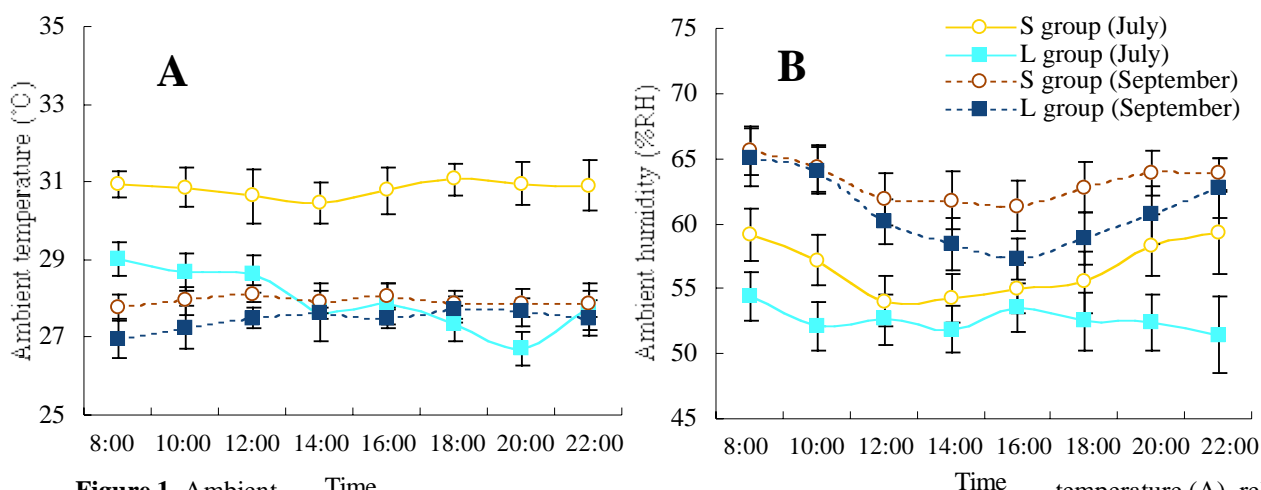 A
Ambient temperature (°C)
35
33
31
29
27
25
8:00 10:00 12:00 14:00 16:00 18:00 20:00 22:00
Time
B
S group (July)
L group (July)
S group (September)
L group (September)
Ambient humidity (%RH)
75
70
65
60
55
50
45
8:00 10:00 12:00 14:00 16:00 18:00 20:00 22:00
Time
Figure 1. Ambient temperature (A), re